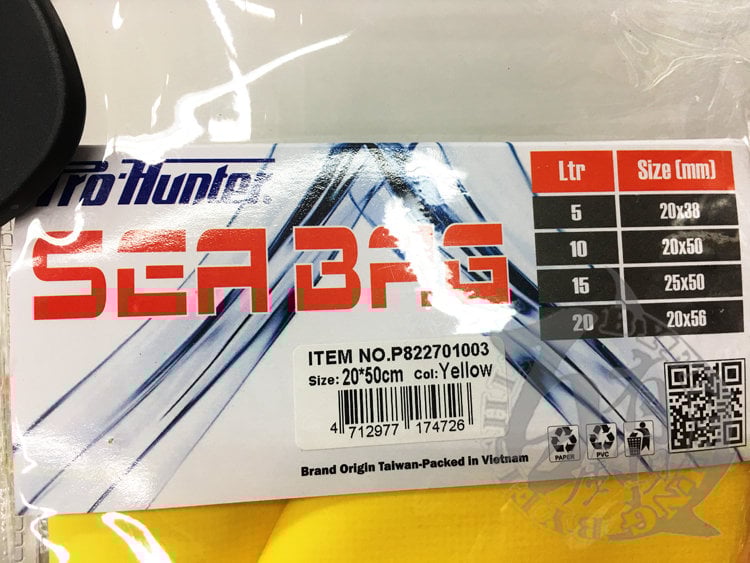 Pro-Hunter
SEA BAG
Ltr Size (mm)
5 20x38
10 20x50
15 25x50
20 20x56
ITEM NO.P822701003
Size: 20*50cm Col: Yellow
4 712977 174726
Brand Origin Taiwan-Packed in Vietnam
PAPER PVC